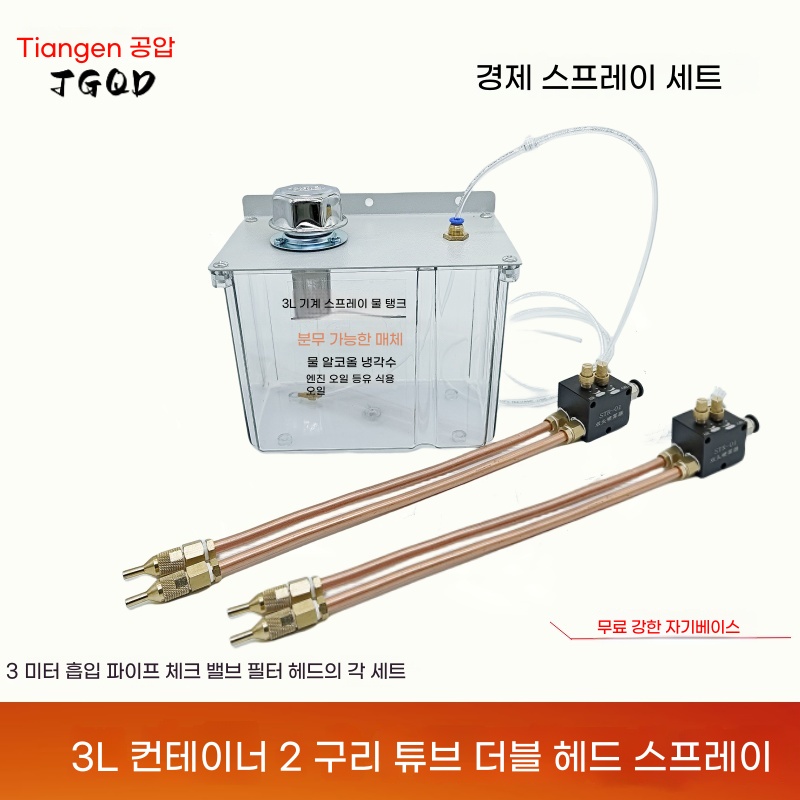 Tiangen 공압
JGQD
경제 스프레이 세트
3L 기계 스프레이 물 탱크
분무 가능한 매체
물 알코올 냉각수
엔진 오일 등유 식용
오일
STW-01
STW-01
무료 강한 자기베이스
3 미터 흡입 파이프 체크 밸브 필터 헤드의 각 세트
3L 컨테이너 2 구리 튜브 더블 헤드 스프레이